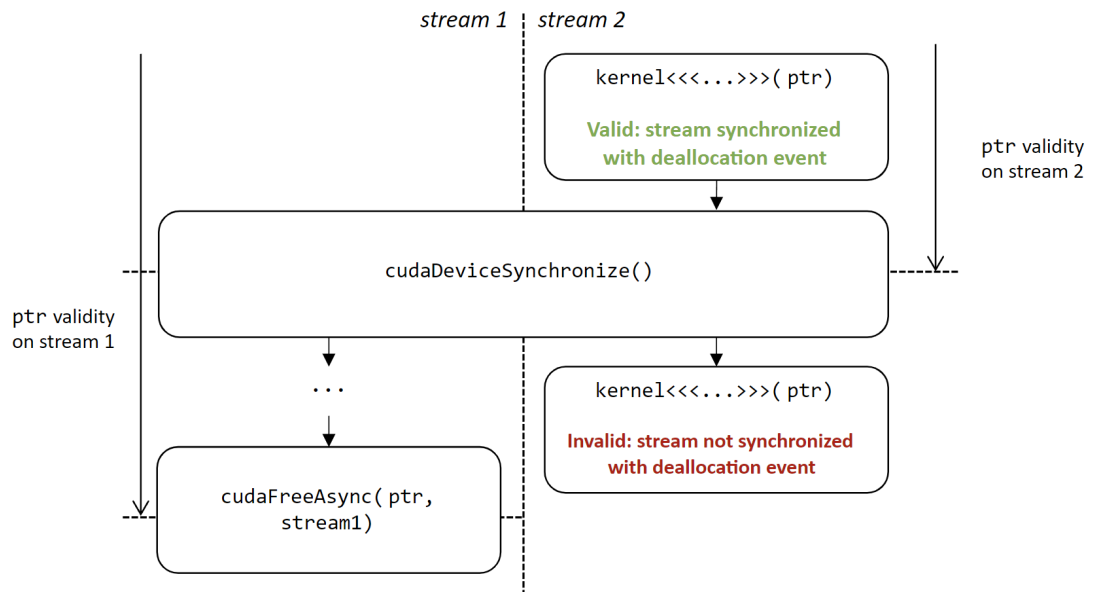 stream 1
stream 2
kernel<<<...>>>(ptr)
Valid: stream synchronized
with deallocation event
ptr validity
on stream 2
cudaDeviceSynchronize()
ptr validity
on stream 1
...
kernel<<<...>>>(ptr)
Invalid: stream not synchronized
with deallocation event
cudaFreeAsync(ptr,
stream1)